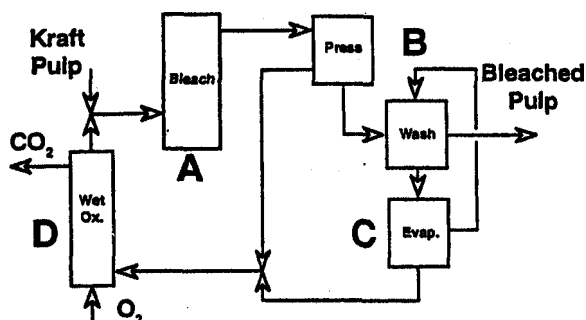 Kraft
Pulp
Bleach
Press
B
Bleached
Pulp
Wash
CO₂
A
Wet
Ox.
D
C
Evap.
O₂